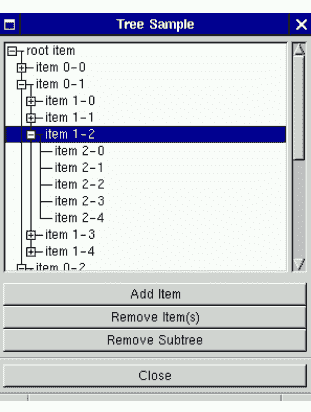 Tree Sample
root item
item 0-0
item 0-1
item 1-0
item 1-1
item 1-2
item 2-0
item 2-1
item 2-2
item 2-3
item 2-4
item 1-3
item 1-4
item 0-2
Add Item
Remove Item(s)
Remove Subtree
Close